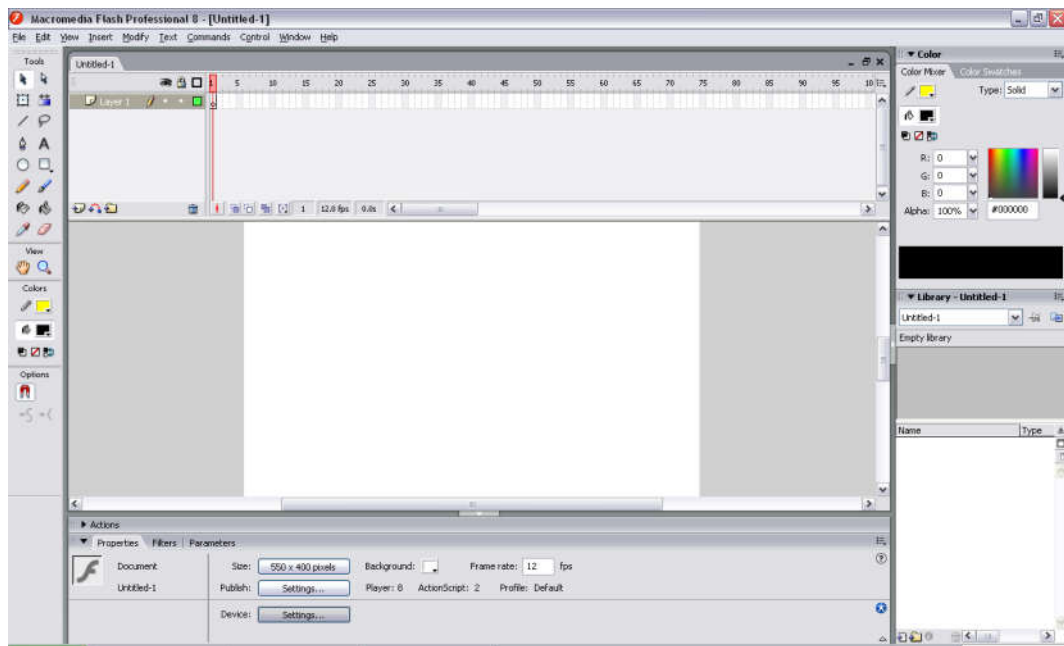 Macromedia Flash Professional 8 - [Untitled-1]
File Edit View Insert Modify Text Commands Control Window Help
Tools
Untitled-1
5 10 15 20 25 30 35 40 45 50 55 60 65 70 75 80 85 90 95 10
Layer 1
1 12.0 fps 0.0s
View
Colors
Options
Color
Color Mixer Color Swatches
Type: Solid
R: 0
G: 0
B: 0
Alpha: 100% #000000
Library - Untitled-1
Untitled-1
Empty library
Name Type
Actions
Properties Filters Parameters
Document Size: 550 x 400 pixels Background: Frame rate: 12 fps
Untitled-1 Publish: Settings... Player: 8 ActionScript: 2 Profile: Default
Device: Settings...